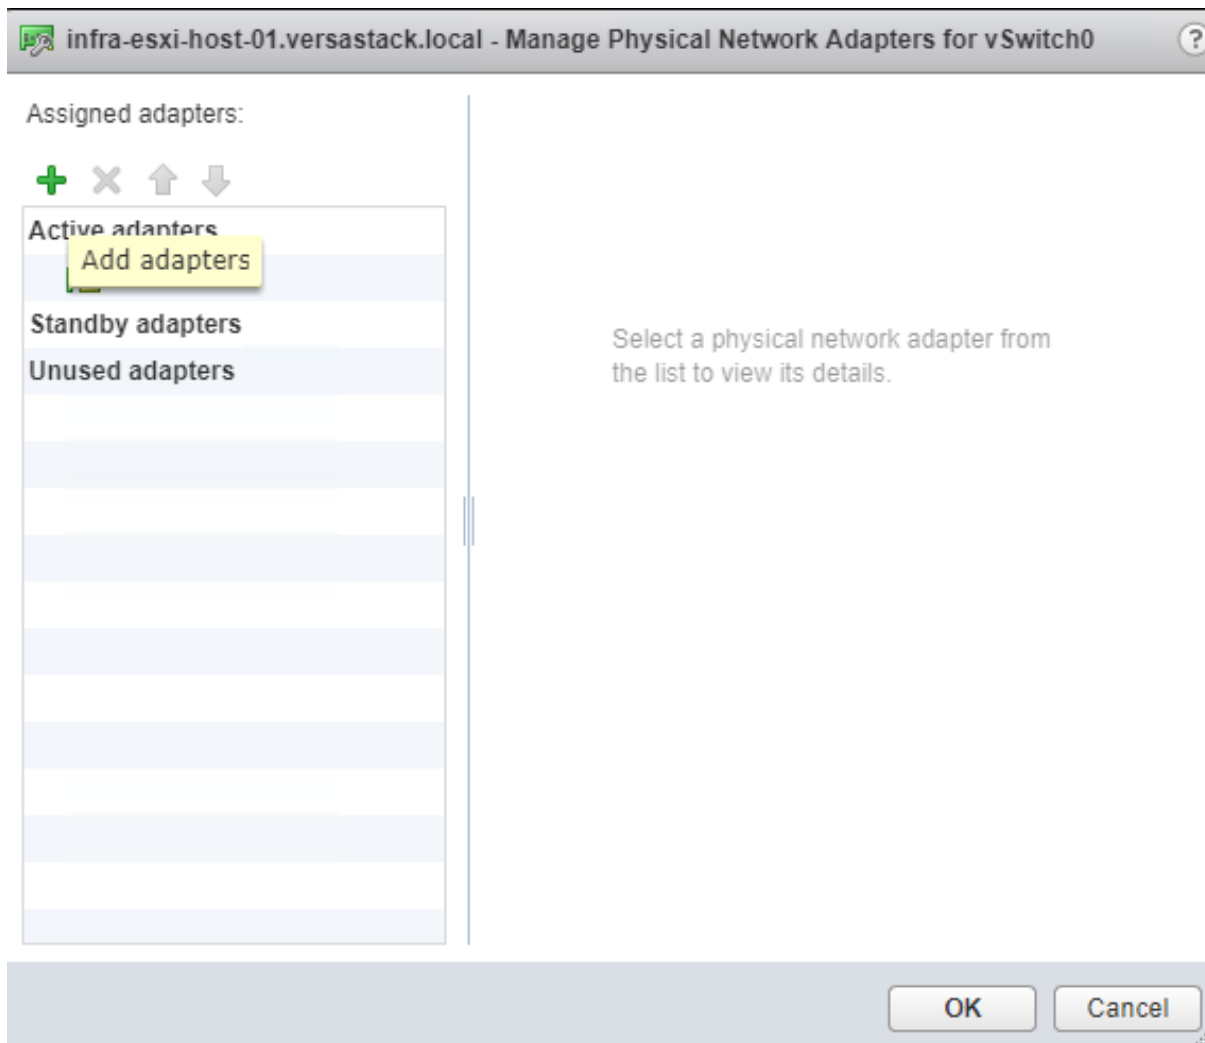 infra-esxi-host-01.versastack.local - Manage Physical Network Adapters for vSwitch0
?
Assigned adapters:
Active adapters
Add adapters
Standby adapters
Unused adapters
Select a physical network adapter from
the list to view its details.
OK
Cancel